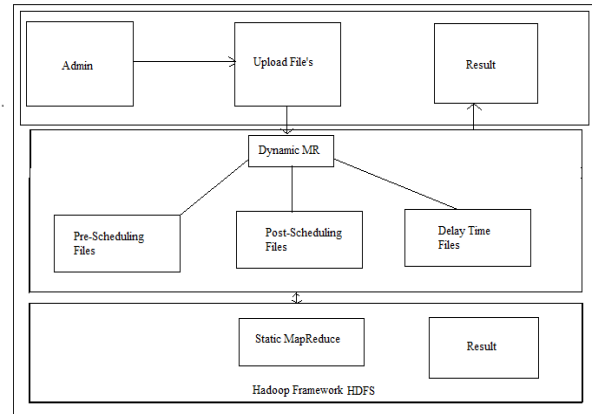 Admin
Upload File's
Result
Dynamic MR
Pre-Scheduling
Files
Post-Scheduling
Files
Delay Time
Files
Static MapReduce
Result
Hadoop Framework HDFS